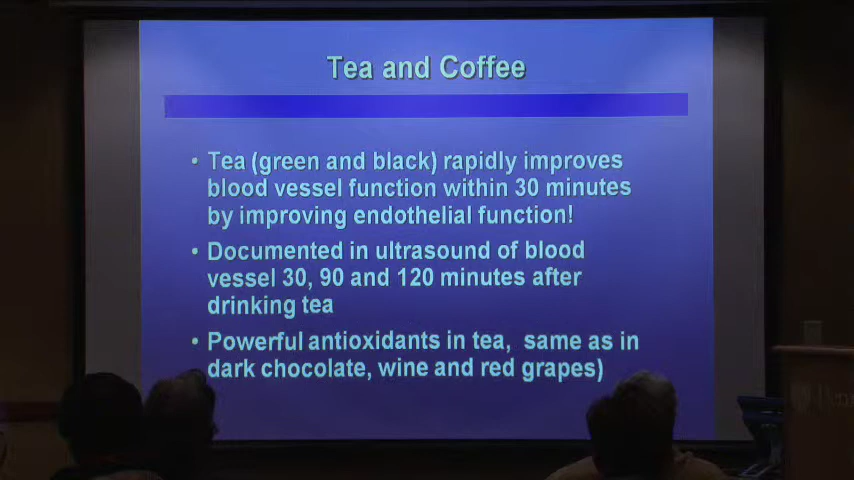 Tea and Coffee
• Tea (green and black) rapidly improves
blood vessel function within 30 minutes
by improving endothelial function!
• Documented in ultrasound of blood
vessel 30, 90 and 120 minutes after
drinking tea
• Powerful antioxidants in tea, same as in
dark chocolate, wine and red grapes)